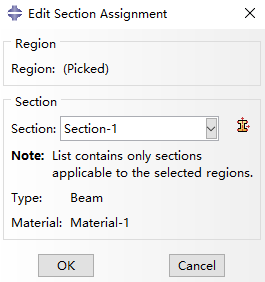 Edit Section Assignment
Region
Region: (Picked)
Section
Section: Section-1
Note: List contains only sections
applicable to the selected regions.
Type: Beam
Material: Material-1
OK Cancel